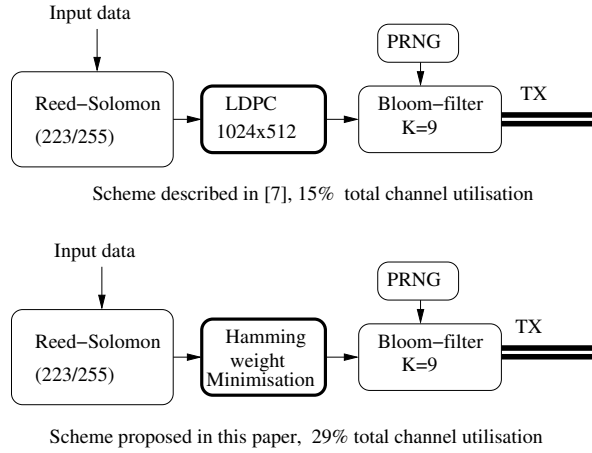 Input data
PRNG
Reed−Solomon
(223/255)
LDPC
1024x512
Bloom−filter
K=9
TX
Scheme described in [7], 15% total channel utilisation
Input data
PRNG
Reed−Solomon
(223/255)
Hamming
weight
Minimisation
Bloom−filter
K=9
TX
Scheme proposed in this paper, 29% total channel utilisation